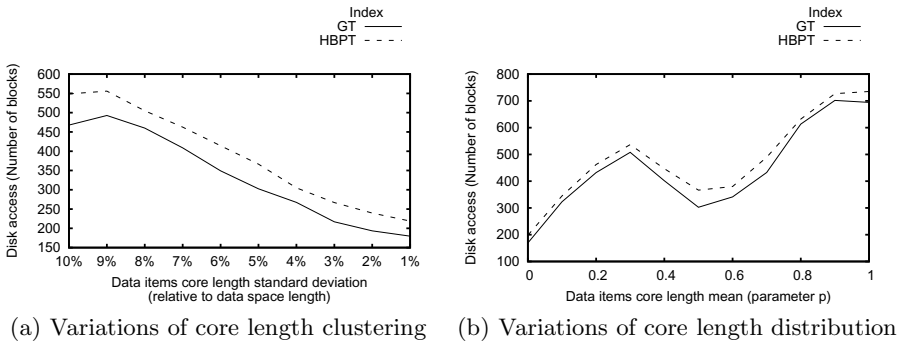 Index
GT
HBPT
Disk access (Number of blocks)
600
550
500
450
400
350
300
250
200
150
10% 9% 8% 7% 6% 5% 4% 3% 2% 1%
Data items core length standard deviation
(relative to data space length)
(a) Variations of core length clustering
Index
GT
HBPT
Disk access (Number of blocks)
800
700
600
500
400
300
200
100
0 0.2 0.4 0.6 0.8 1
Data items core length mean (parameter p)
(b) Variations of core length distribution